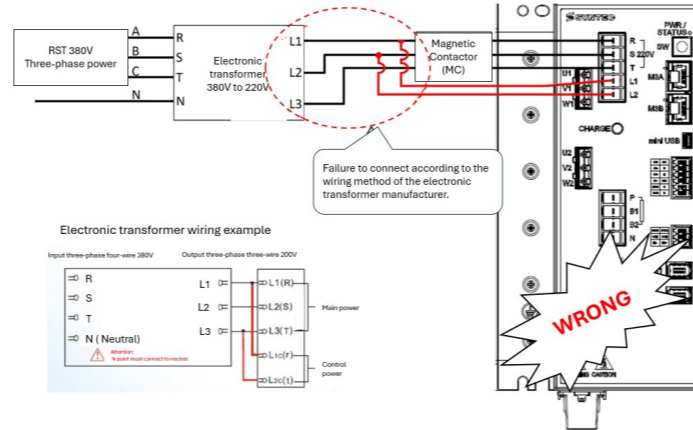 RST 380V
Three-phase power
A
B
C
N
R
S
T
N
Electronic
transformer
380V to 220V
L1
L2
L3
Magnetic
Contactor
(MC)
SYNTEC
PWR /
STATUS
SW
R
S 220V
T
L1
L2
M3A
M3B
U1
V1
W1
CHARGE
mini USB
U2
V2
W2
P
B1
B2
N
Failure to connect according to the
wiring method of the electronic
transformer manufacturer.
WRONG
CAUTION
Electronic transformer wiring example
Input three-phase four-wire 380V
Output three-phase three-wire 200V
R
S
T
N ( Neutral)
Attention:
N point must connect to neutral
L1
L2
L3
L1(R)
L2(S)
L3(T)
L1c(r)
L2c(t)
Main power
Control
power